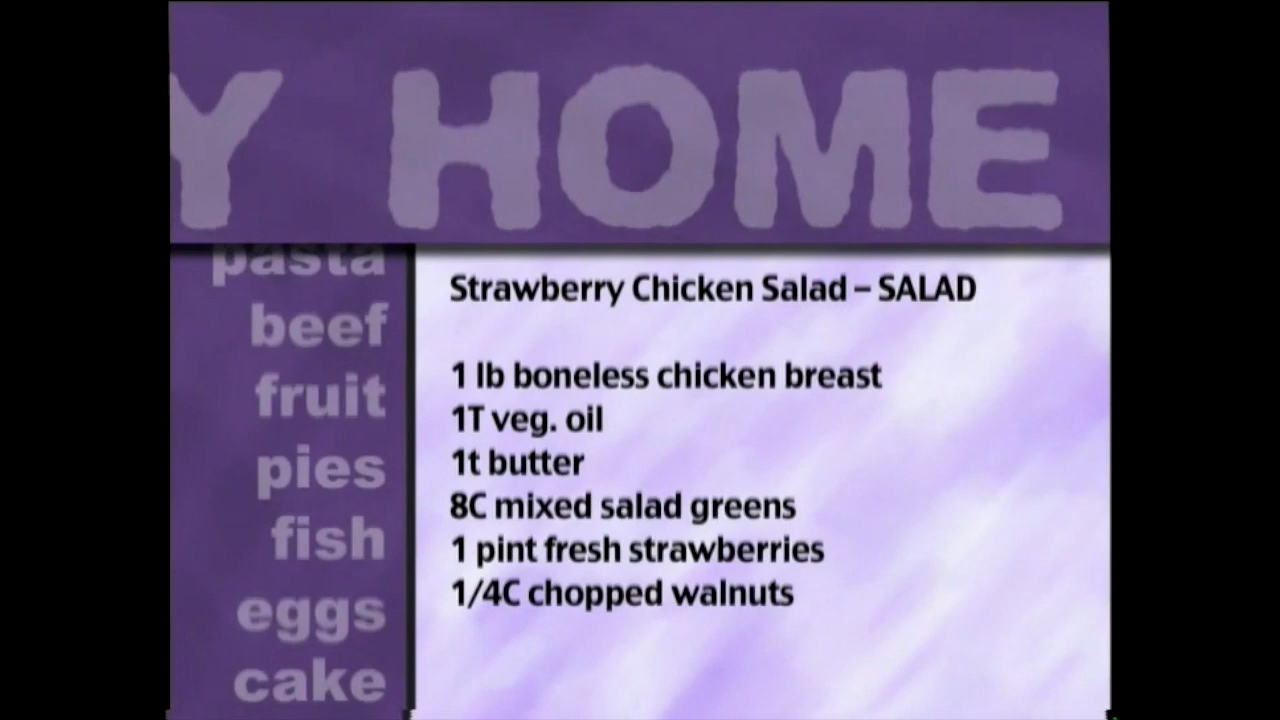 Y HOME
pasta
beef
fruit
pies
fish
eggs
cake
Strawberry Chicken Salad – SALAD
1 lb boneless chicken breast
1T veg. oil
1t butter
8C mixed salad greens
1 pint fresh strawberries
1/4C chopped walnuts